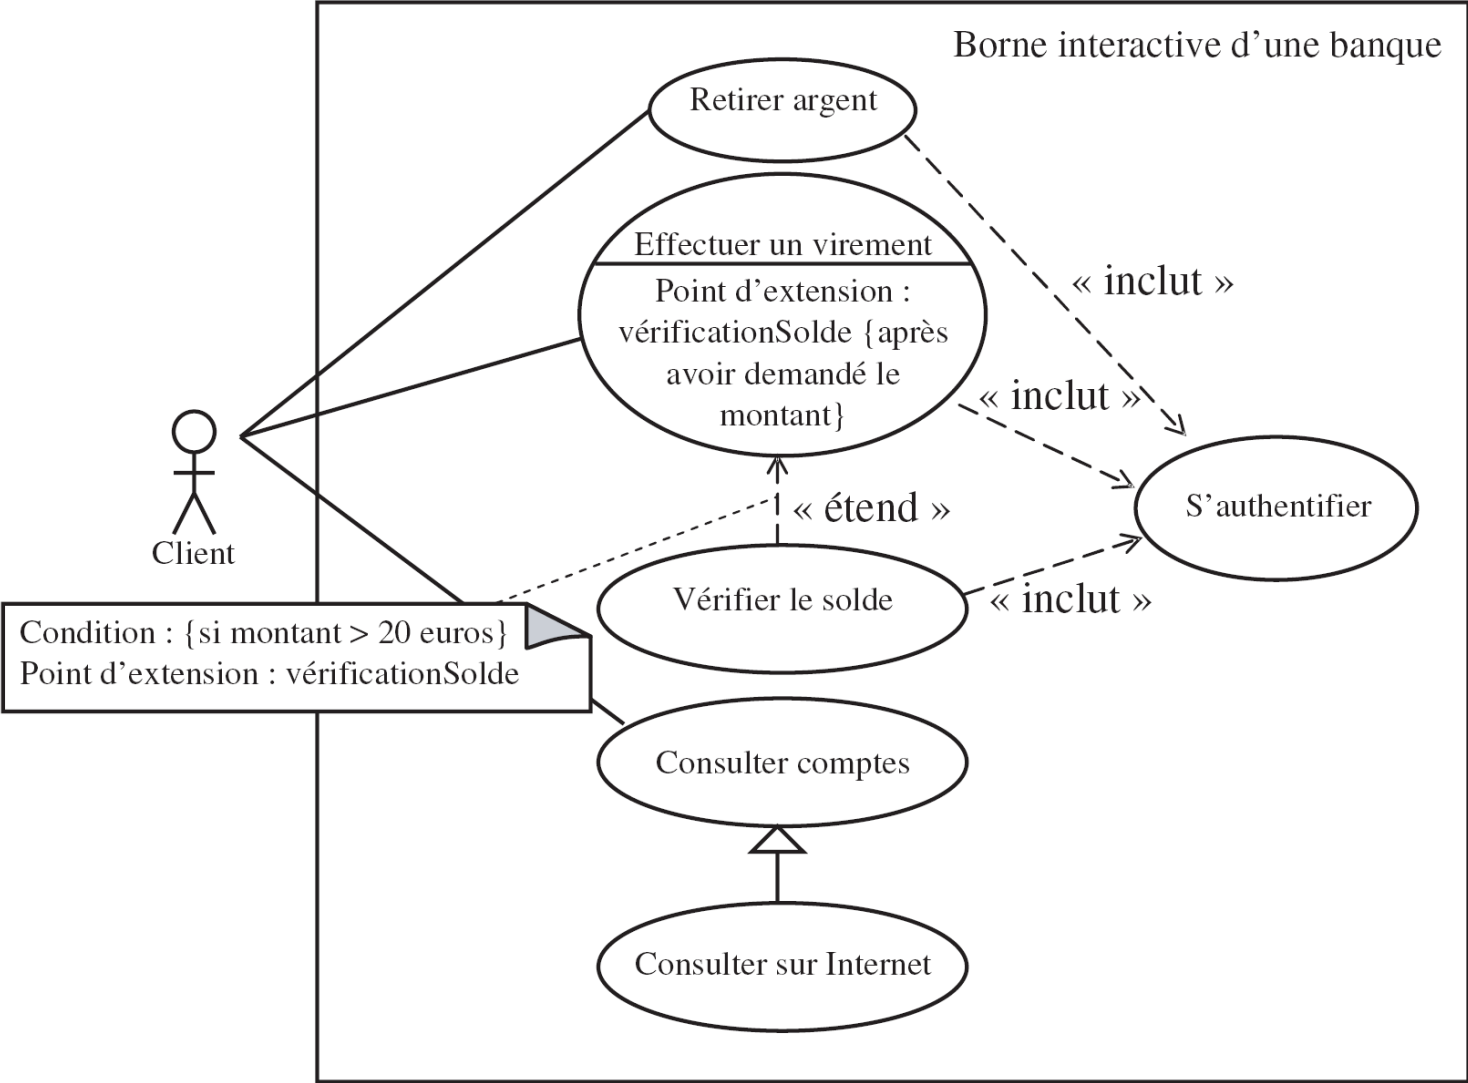 Borne interactive d’une banque
Retirer argent
Effectuer un virement
Point d’extension :
vérificationSolde {après
avoir demandé le
montant}
« inclut »
« inclut »
« étend »
S’authentifier
Client
Vérifier le solde
« inclut »
Condition : {si montant > 20 euros}
Point d’extension : vérificationSolde
Consulter comptes
Consulter sur Internet